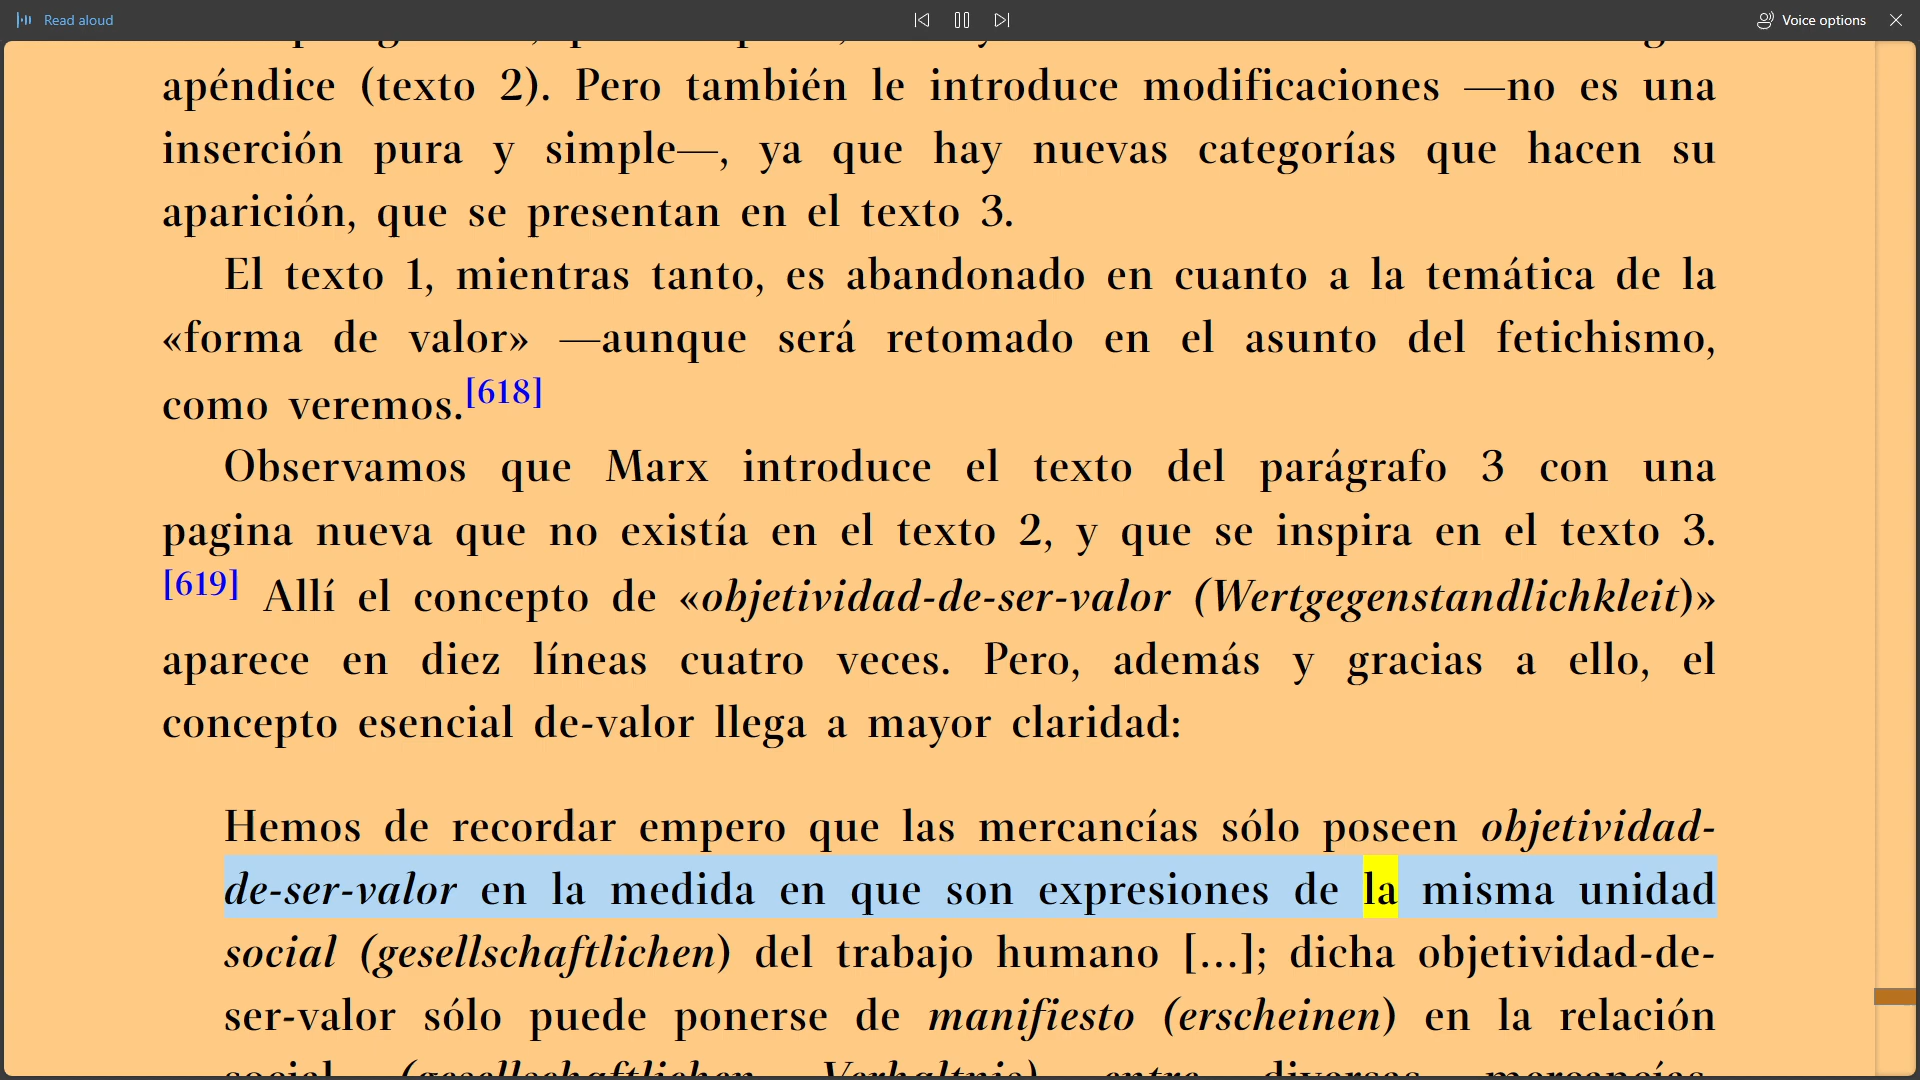 Read aloud
Voice options
apéndice (texto 2). Pero también le introduce modificaciones —no es una
inserción pura y simple—, ya que hay nuevas categorías que hacen su
aparición, que se presentan en el texto 3.
El texto 1, mientras tanto, es abandonado en cuanto a la temática de la
«forma de valor» —aunque será retomado en el asunto del fetichismo,
como veremos.[618]
Observamos que Marx introduce el texto del parágrafo 3 con una
pagina nueva que no existía en el texto 2, y que se inspira en el texto 3.
[619] Allí el concepto de «objetividad-de-ser-valor (Wertgegenstandlichkleit)»
aparece en diez líneas cuatro veces. Pero, además y gracias a ello, el
concepto esencial de-valor llega a mayor claridad:
Hemos de recordar empero que las mercancías sólo poseen objetividad-
de-ser-valor en la medida en que son expresiones de la misma unidad
social (gesellschaftlichen) del trabajo humano [...]; dicha objetividad-de-
ser-valor sólo puede ponerse de manifiesto (erscheinen) en la relación
social (gesellschaftlichen Verhaltnis) entre diversas mercancías.